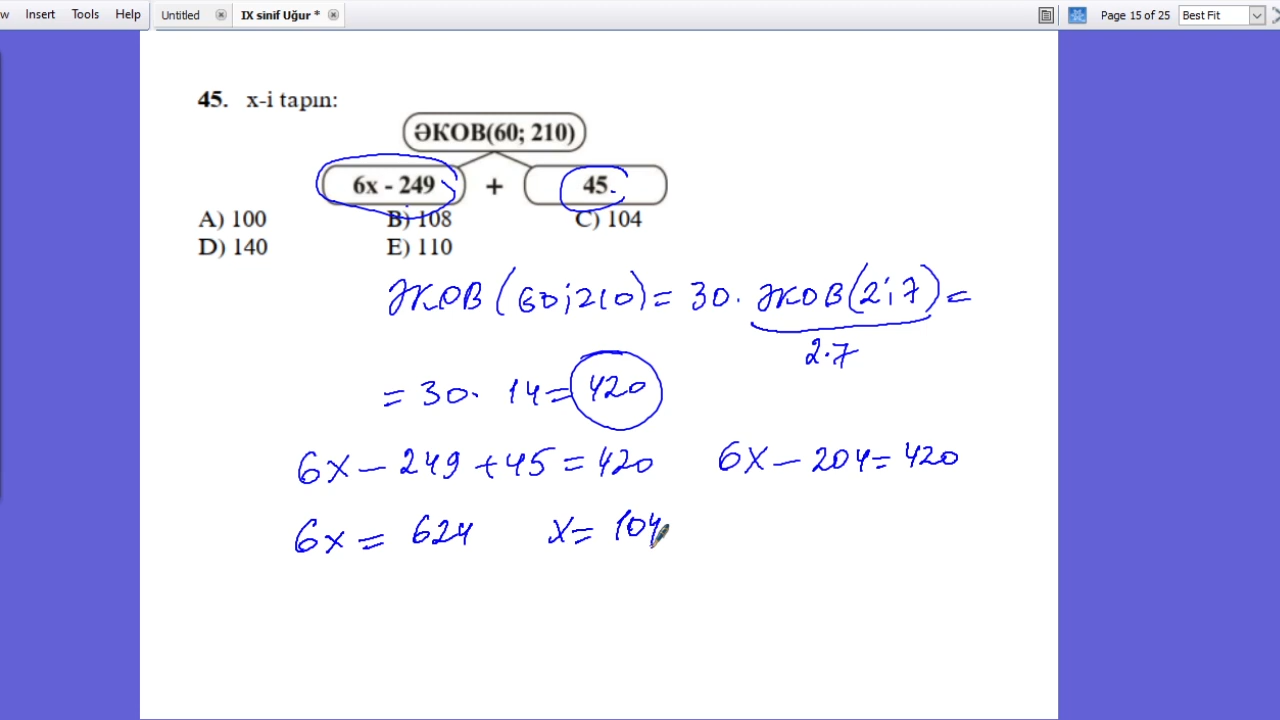 w Insert Tools Help Untitled IX sinif Uğur * Page 15 of 25 Best Fit
45. x-i tapın:
ƏKOB(60; 210)
6x - 249 + 45
A) 100 B) 108 C) 104
D) 140 E) 110
ƏKOB(60;210)=30·ƏKOB(2;7)=
2·7
=30·14=420
6x-249+45=420 6x-204=420
6x=624 x=104